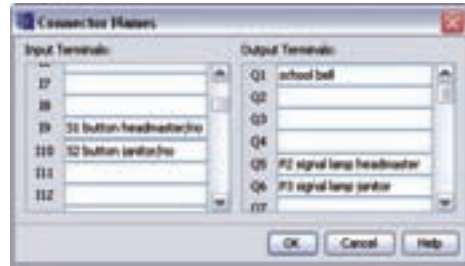 Connector Names
Input Terminals:
I7
I8
I9 S1 button headmaster/no
I10 S2 button janitor/no
I11
I12
Output Terminals:
Q1 school bell
Q2
Q3
Q4
Q5 P2 signal lamp headmaster
Q6 P3 signal lamp janitor
OK Cancel Help